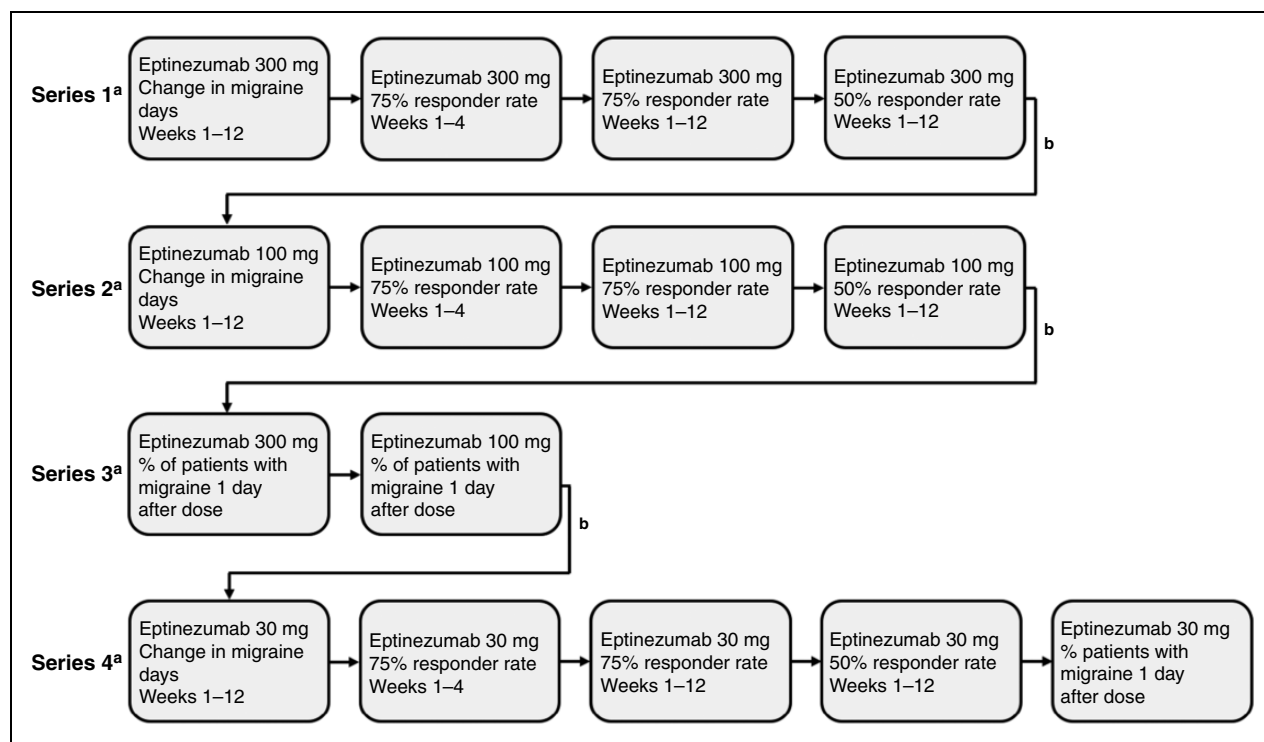 Series 1a
Eptinezumab 300 mg
Change in migraine
days
Weeks 1–12
Eptinezumab 300 mg
75% responder rate
Weeks 1–4
Eptinezumab 300 mg
75% responder rate
Weeks 1–12
Eptinezumab 300 mg
50% responder rate
Weeks 1–12
b
Series 2a
Eptinezumab 100 mg
Change in migraine
days
Weeks 1–12
Eptinezumab 100 mg
75% responder rate
Weeks 1–4
Eptinezumab 100 mg
75% responder rate
Weeks 1–12
Eptinezumab 100 mg
50% responder rate
Weeks 1–12
b
Series 3a
Eptinezumab 300 mg
% of patients with
migraine 1 day
after dose
Eptinezumab 100 mg
% of patients with
migraine 1 day
after dose
b
Series 4a
Eptinezumab 30 mg
Change in migraine
days
Weeks 1–12
Eptinezumab 30 mg
75% responder rate
Weeks 1–4
Eptinezumab 30 mg
75% responder rate
Weeks 1–12
Eptinezumab 30 mg
50% responder rate
Weeks 1–12
Eptinezumab 30 mg
% patients with
migraine 1 day
after dose